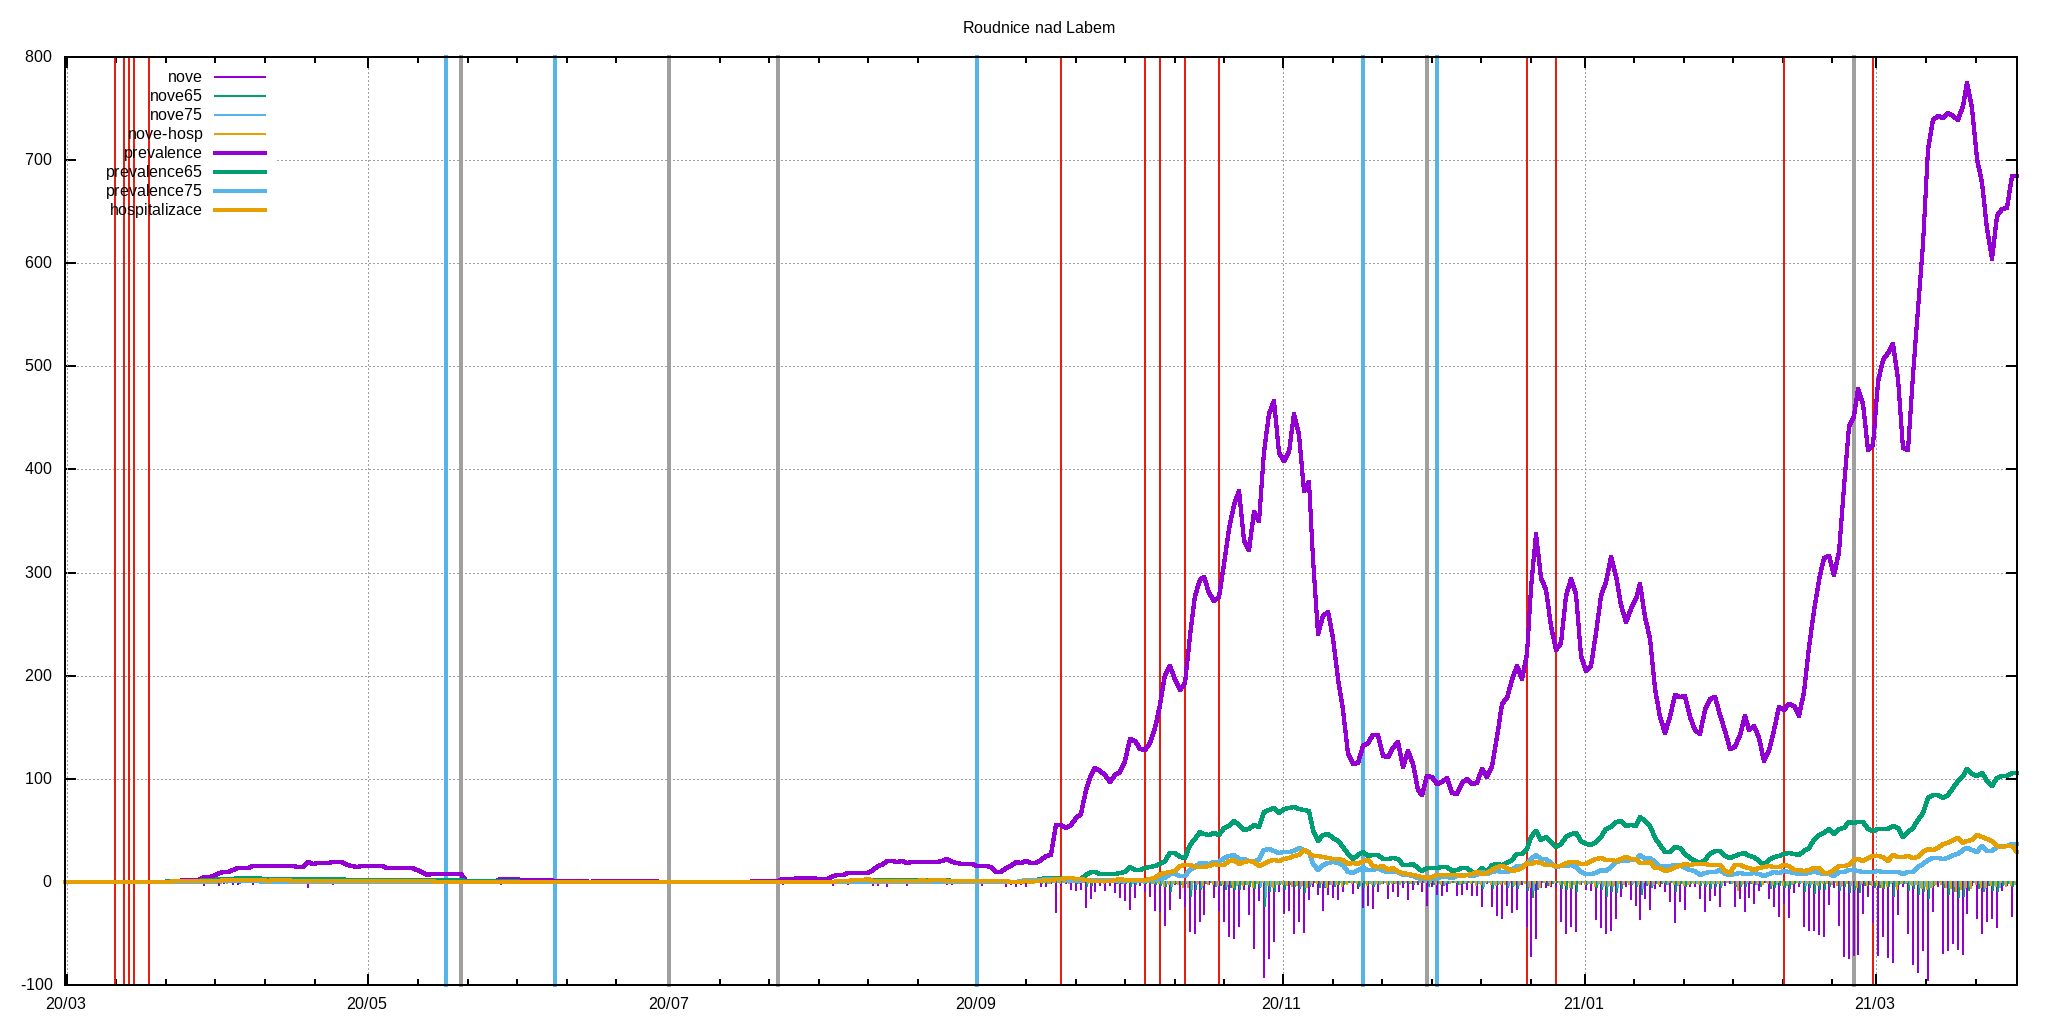 Roudnice nad Labem
800
700
600
500
400
300
200
100
0
-100
nove
nove65
nove75
nove-hosp
prevalence
prevalence65
prevalence75
hospitalizace
20/03 20/05 20/07 20/09 20/11 21/01 21/03